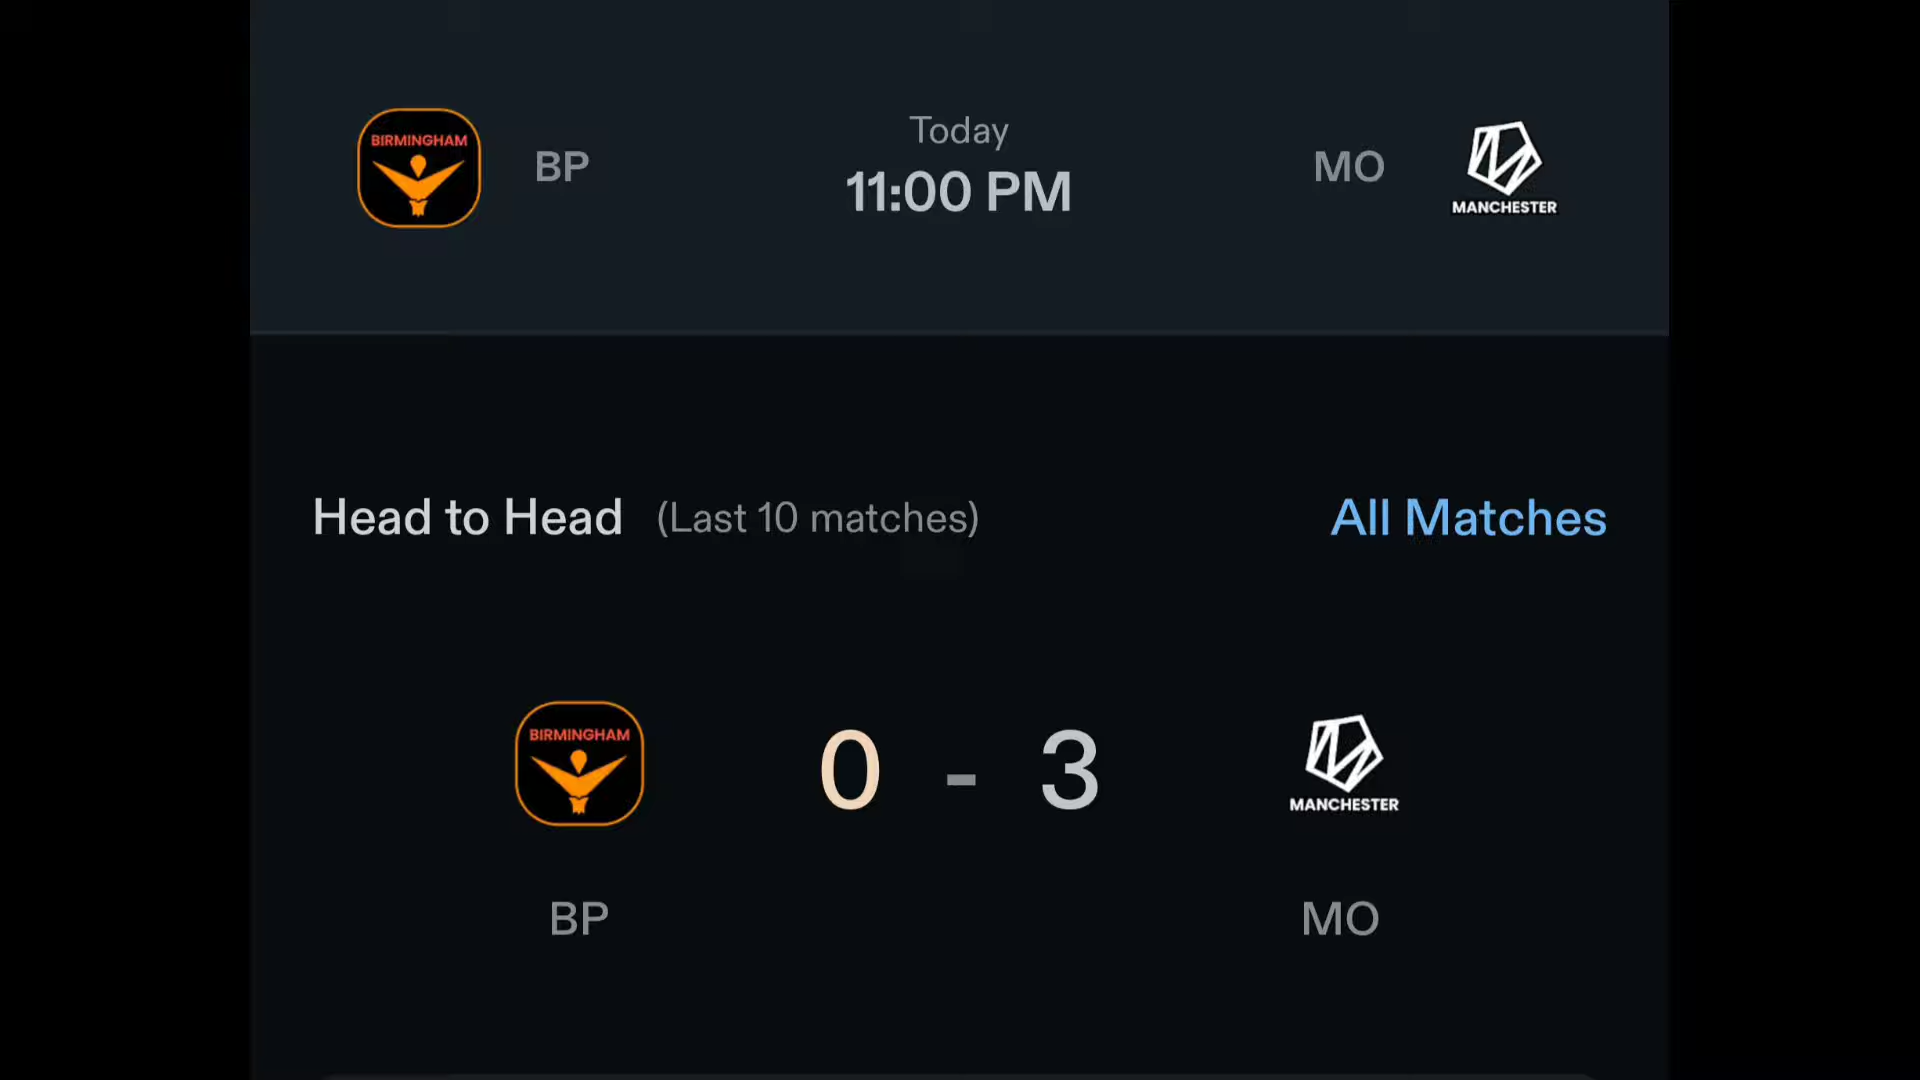 BIRMINGHAM
BP
Today
11:00 PM
MO
MANCHESTER
Head to Head (Last 10 matches)
All Matches
BIRMINGHAM
0 - 3
MANCHESTER
BP
MO